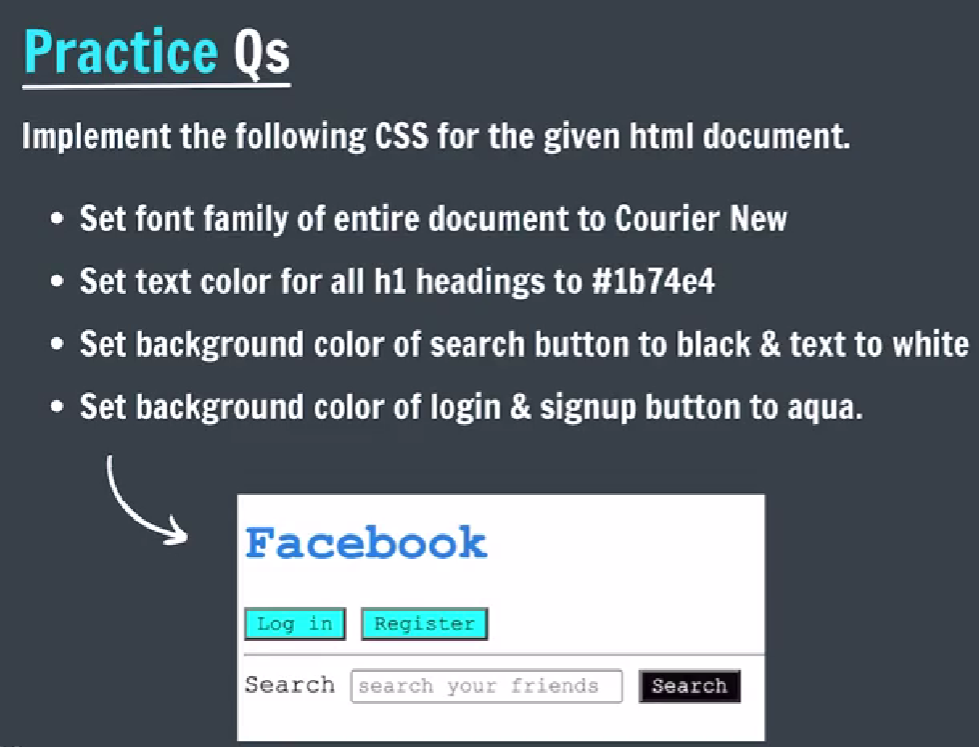 Practice Qs
Implement the following CSS for the given html document.
• Set font family of entire document to Courier New
• Set text color for all h1 headings to #1b74e4
• Set background color of search button to black & text to white
• Set background color of login & signup button to aqua.
Facebook
Log in Register
Search search your friends Search